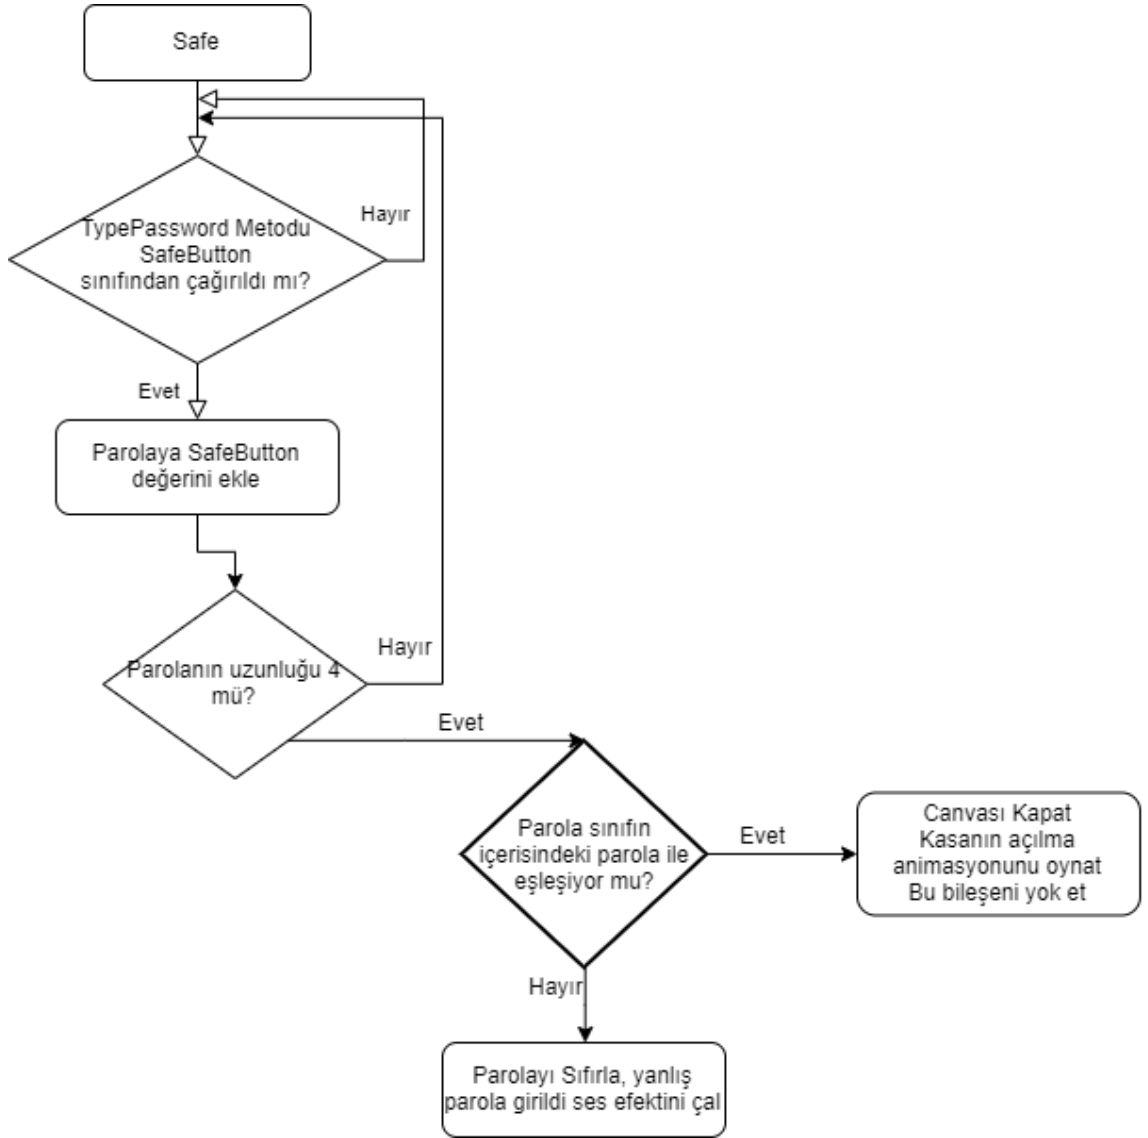 Safe
TypePassword Metodu
SafeButton
sınıfından çağırıldı mı?
Hayır
Evet
Parolaya SafeButton
değerini ekle
Parolanın uzunluğu 4
mü?
Hayır
Evet
Parola sınıfın
içerisindeki parola ile
eşleşiyor mu?
Evet
Canvası Kapat
Kasanın açılma
animasyonunu oynat
Bu bileşeni yok et
Hayır
Parolayı Sıfırla, yanlış
parola girildi ses efektini çal